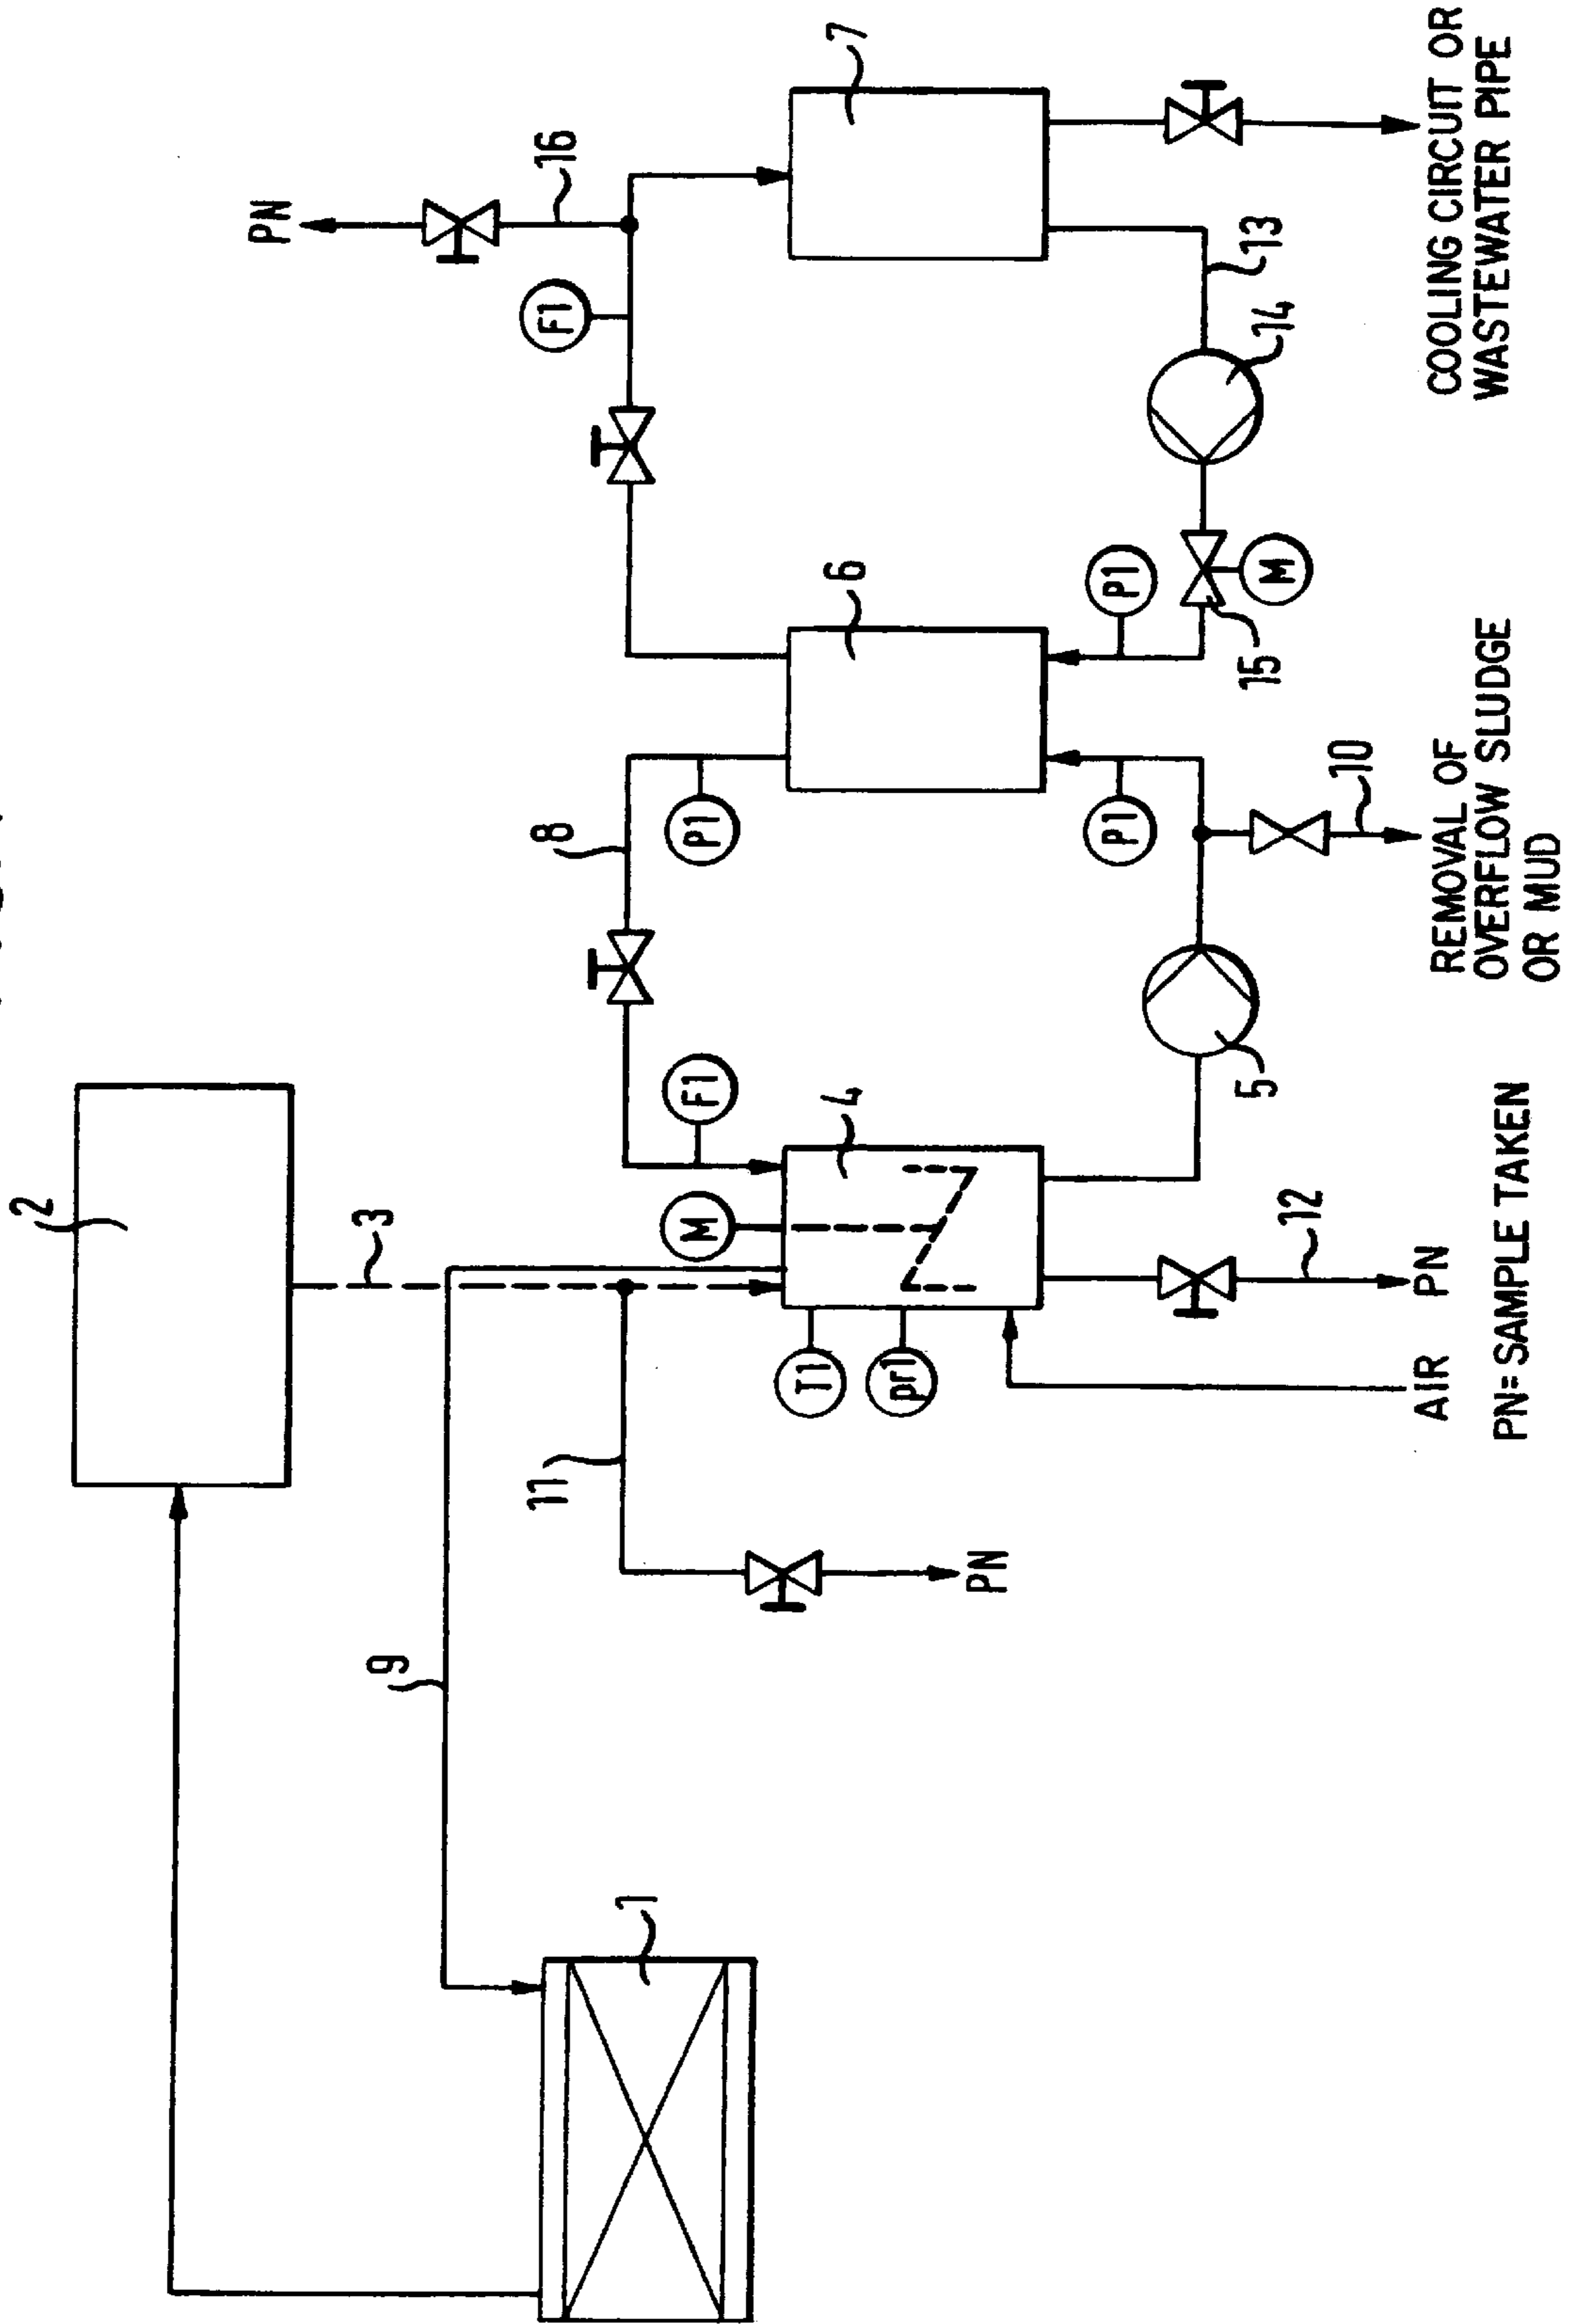 2
3
9
11
1
PN
M
F1
8
P1
T1
pr1
4
AIR
PN
12
5
P1
10
6
P1
M
15
14
13
F1
16
PN
7
REMOVAL OF
OVERFLOW SLUDGE
OR MUD
COOLING CIRCUIT OR
WASTEWATER PIPE
PN=SAMPLE TAKEN